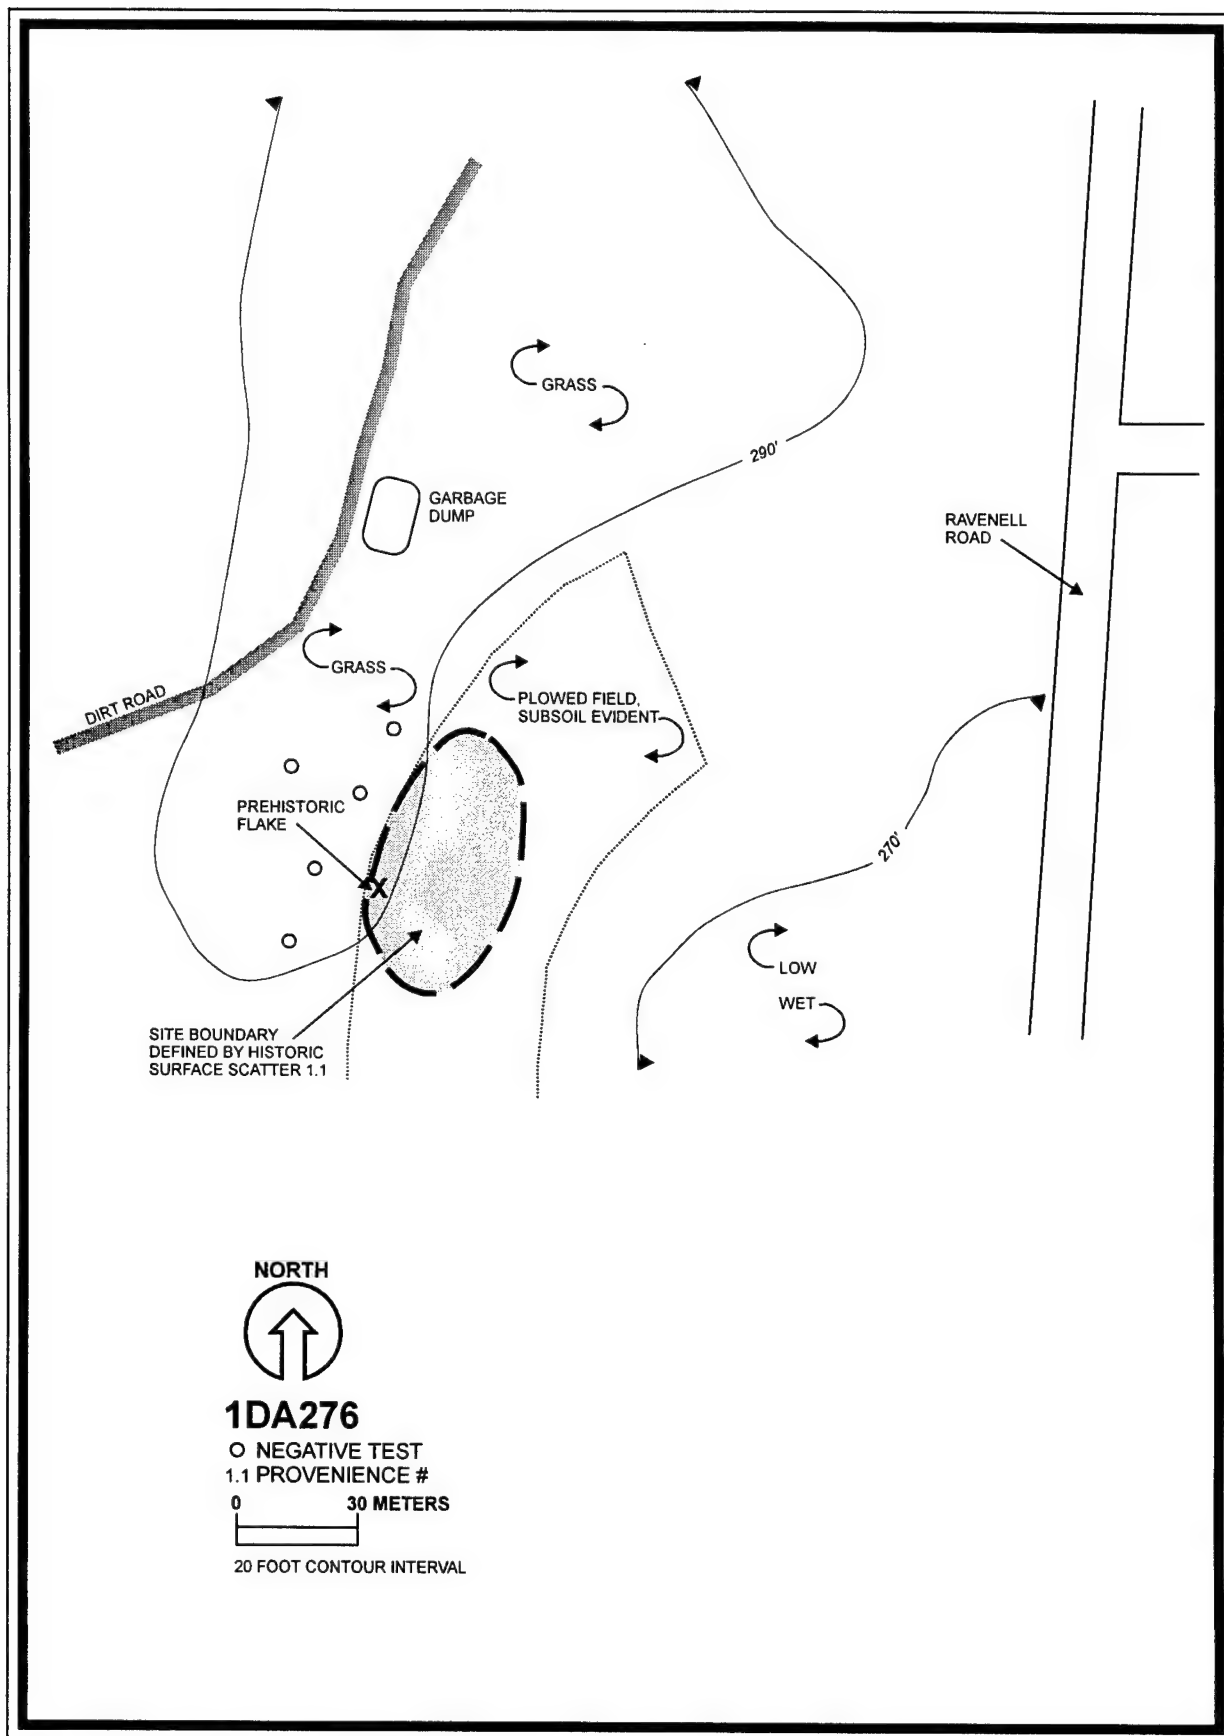 GRASS
290'
GARBAGE
DUMP
RAVENELL
ROAD
GRASS
DIRT ROAD
PLOWED FIELD,
SUBSOIL EVIDENT
PREHISTORIC
FLAKE
X
270'
LOW
WET
SITE BOUNDARY
DEFINED BY HISTORIC
SURFACE SCATTER 1.1
NORTH
1DA276
O NEGATIVE TEST
1.1 PROVENIENCE #
0 30 METERS
20 FOOT CONTOUR INTERVAL